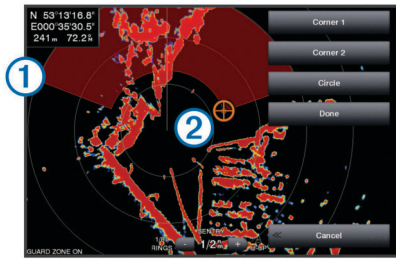 N 53°13'16.8"
E000°35'30.5"
241m 72.2°M
Corner 1
Corner 2
Circle
Done
1
2
SENTRY
- 1/2 +
RINGS
GUARD ZONE ON
Cancel